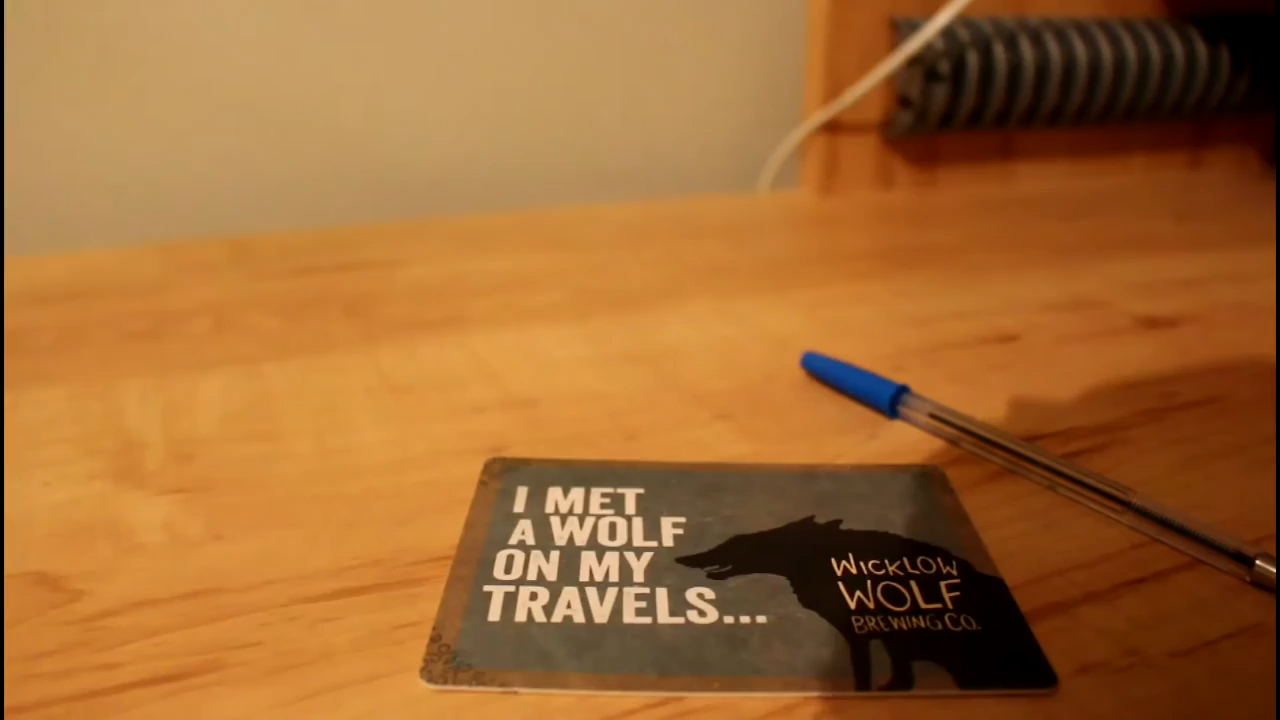 I MET
A WOLF
ON MY
TRAVELS...
WICKLOW
WOLF
BREWING CO.